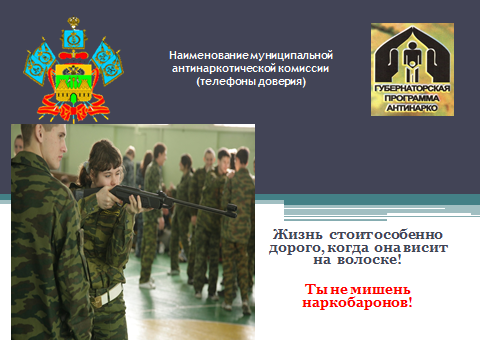 Наименование муниципальной
антинаркотической комиссии
(телефоны доверия)
ГУБЕРНАТОРСКАЯ
ПРОГРАММА
АНТИНАРКО
Жизнь стоит особенно
дорого, когда она висит
на волоске!
Ты не мишень
наркобаронов!